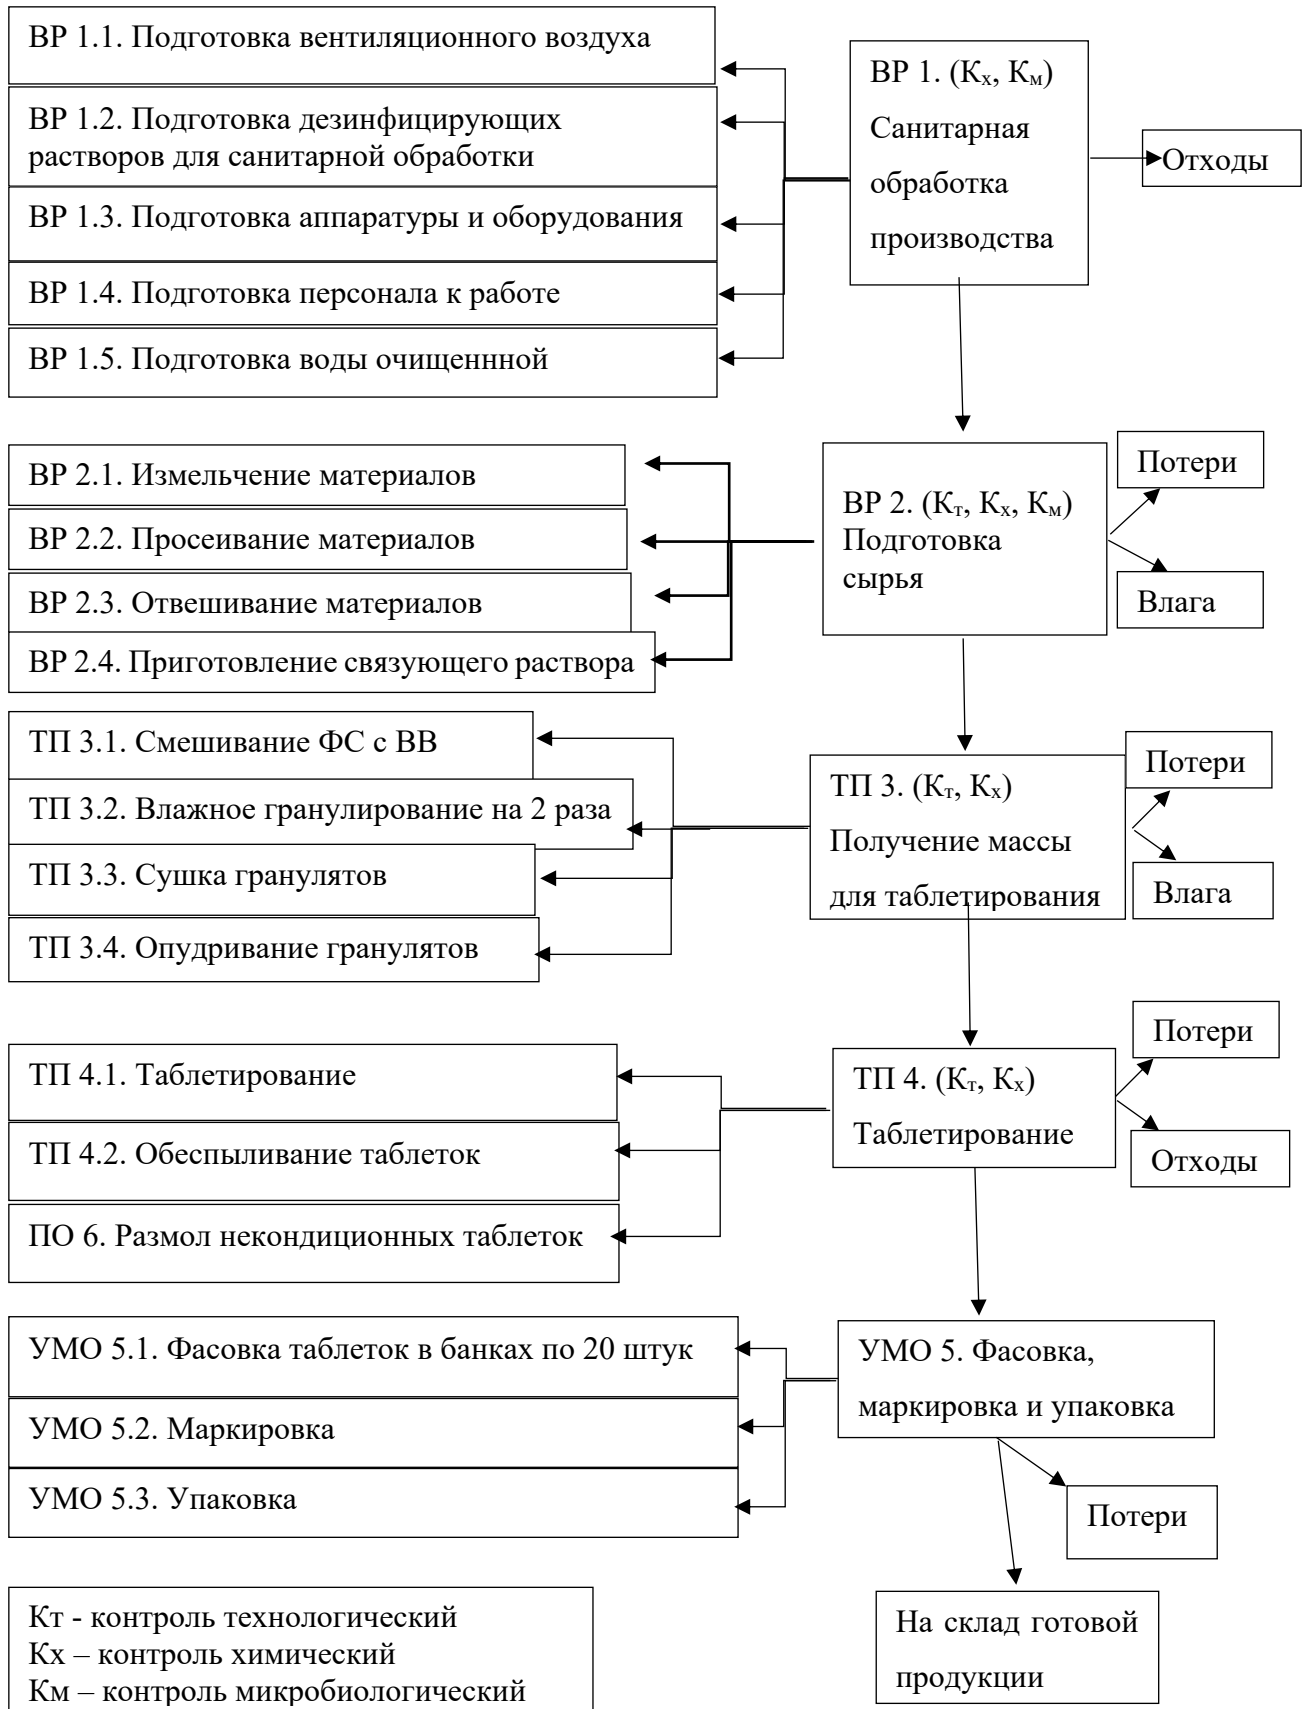 ВР 1.1. Подготовка вентиляционного воздуха
ВР 1.2. Подготовка дезинфицирующих
растворов для санитарной обработки
ВР 1.3. Подготовка аппаратуры и оборудования
ВР 1.4. Подготовка персонала к работе
ВР 1.5. Подготовка воды очищеннной
ВР 1. (Кх, Км)
Санитарная
обработка
производства
Отходы
ВР 2.1. Измельчение материалов
ВР 2.2. Просеивание материалов
ВР 2.3. Отвешивание материалов
ВР 2.4. Приготовление связующего раствора
ВР 2. (Кт, Кх, Км)
Подготовка
сырья
Потери
Влага
ТП 3.1. Смешивание ФС с ВВ
ТП 3.2. Влажное гранулирование на 2 раза
ТП 3.3. Сушка гранулятов
ТП 3.4. Опудривание гранулятов
ТП 3. (Кт, Кх)
Получение массы
для таблетирования
Потери
Влага
ТП 4.1. Таблетирование
ТП 4.2. Обеспыливание таблеток
ПО 6. Размол некондиционных таблеток
ТП 4. (Кт, Кх)
Таблетирование
Потери
Отходы
УМО 5.1. Фасовка таблеток в банках по 20 штук
УМО 5.2. Маркировка
УМО 5.3. Упаковка
УМО 5. Фасовка,
маркировка и упаковка
Потери
На склад готовой
продукции
Кт - контроль технологический
Кх – контроль химический
Км – контроль микробиологический